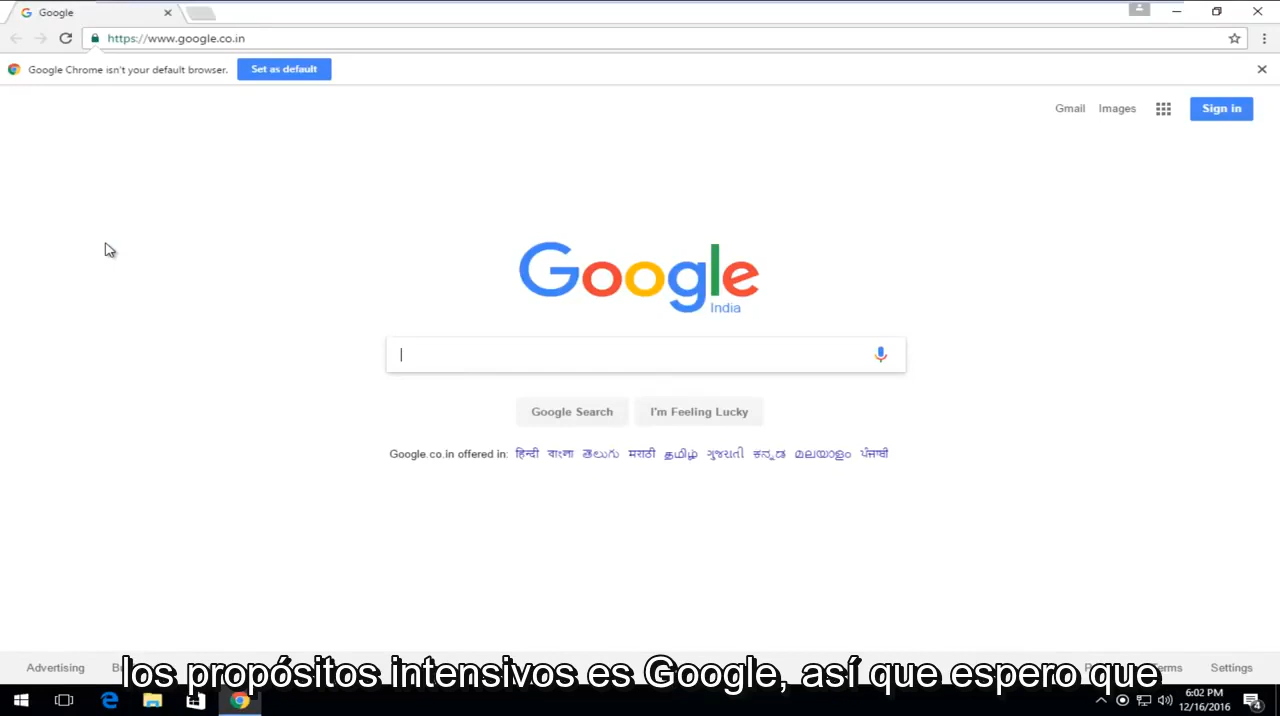 Google
https://www.google.co.in
Google Chrome isn't your default browser. Set as default
Gmail Images Sign in
Google
India
Google Search I'm Feeling Lucky
Google.co.in offered in: हिन्दी বাংলা తెలుగు मराठी தமிழ் ગુજરાતી ಕನ್ನಡ മലയാളം ਪੰਜਾਬੀ
Advertising Terms Settings
los propósitos intensivos es Google, así que espero que
6:02 PM
12/16/2016
4